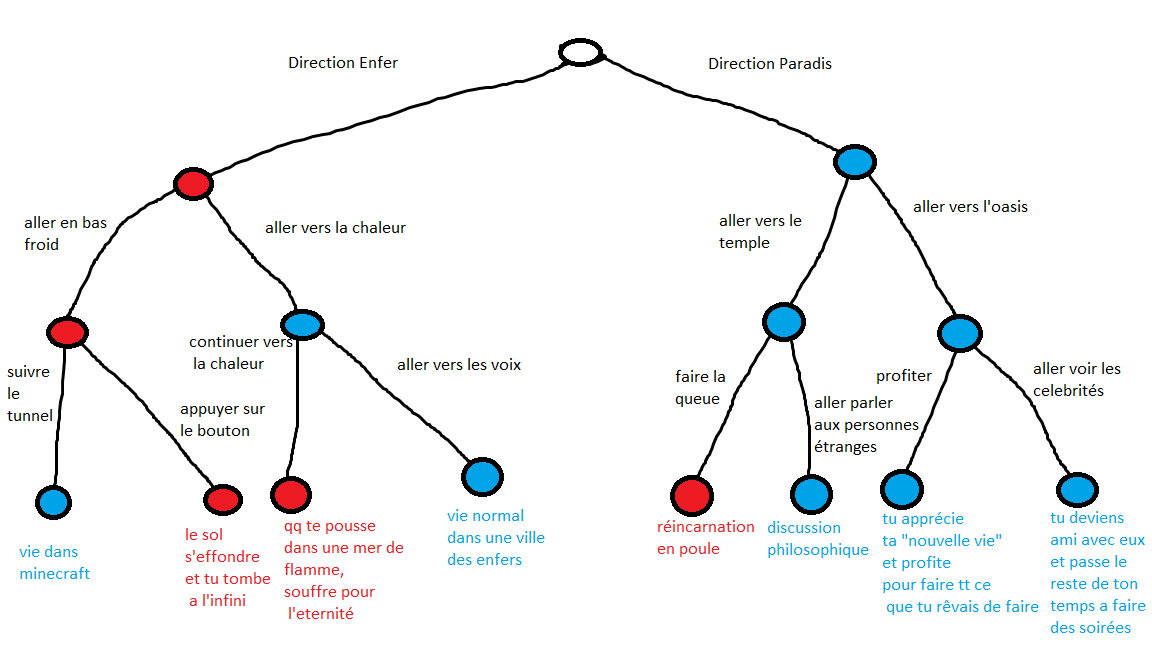 Direction Enfer
Direction Paradis
aller en bas
froid
aller vers la chaleur
aller vers le
temple
aller vers l'oasis
suivre
le
tunnel
appuyer sur
le bouton
continuer vers
la chaleur
aller vers les voix
faire la
queue
aller parler
aux personnes
étranges
profiter
aller voir les
celebrités
vie dans
minecraft
le sol
s'effondre
et tu tombe
a l'infini
qq te pousse
dans une mer de
flamme,
souffre pour
l'eternité
vie normal
dans une ville
des enfers
réincarnation
en poule
discussion
philosophique
tu apprécie
ta "nouvelle vie"
et profite
pour faire tt ce
que tu rêvais de faire
tu deviens
ami avec eux
et passe le
reste de ton
temps a faire
des soirées